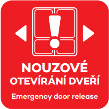 NOUZOVÉ
OTEVÍRÁNÍ DVEŘÍ
Emergency door release